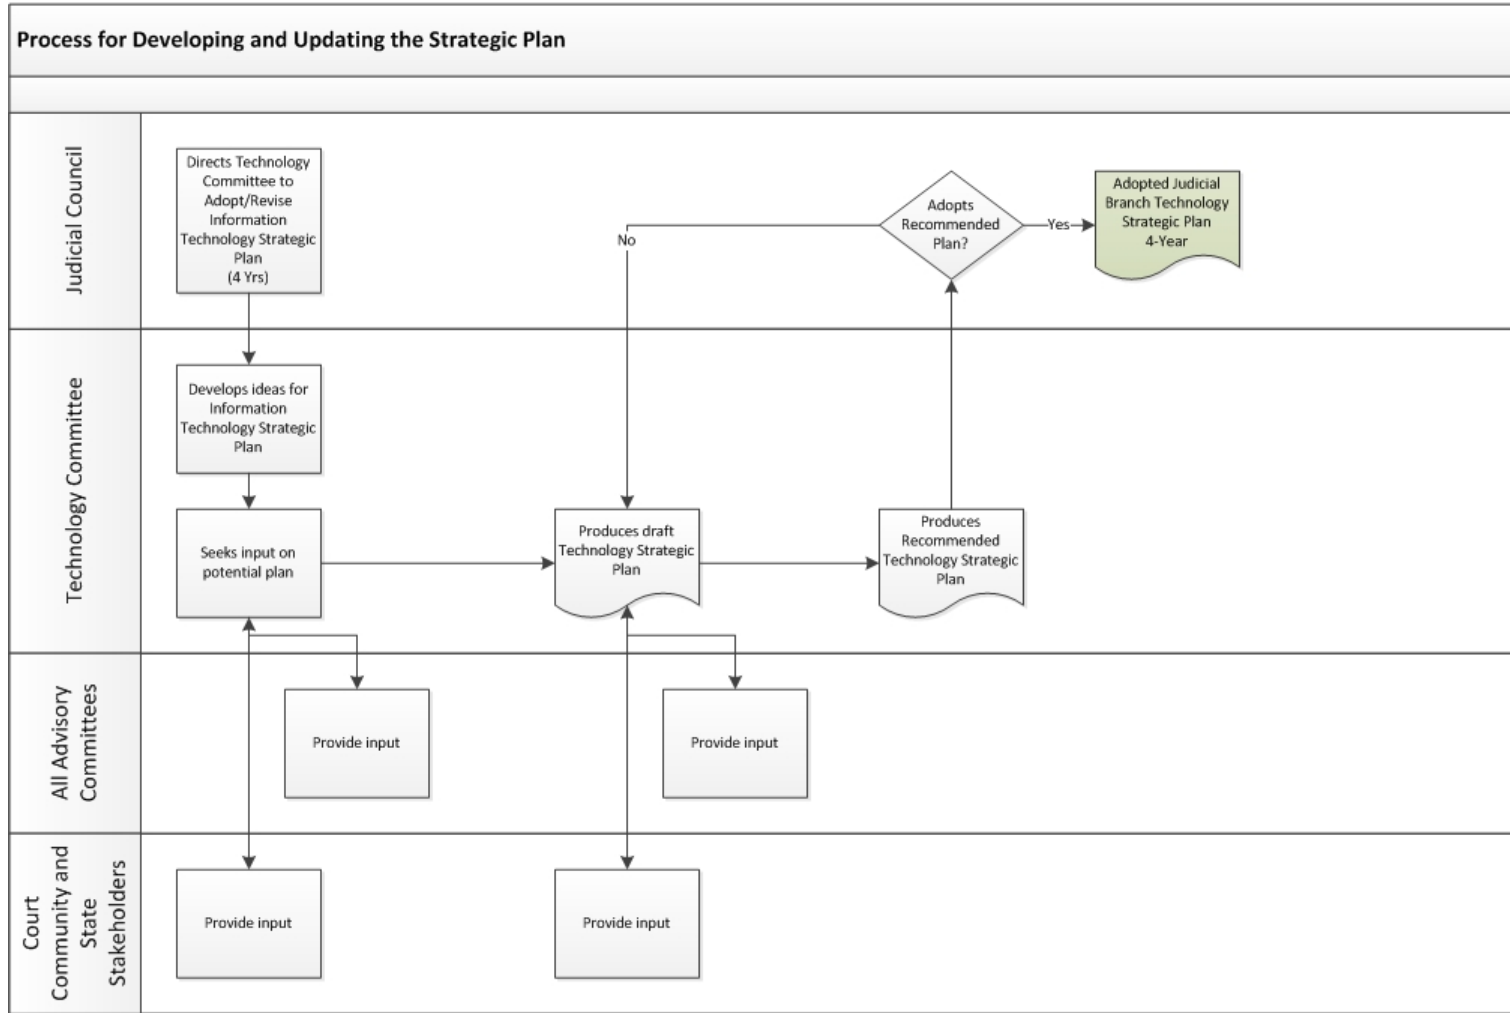 Process for Developing and Updating the Strategic Plan
Judicial Council
Directs Technology
Committee to
Adopt/Revise
Information
Technology Strategic
Plan
(4 Yrs)
No
Adopts
Recommended
Plan?
Yes
Adopted Judicial
Branch Technology
Strategic Plan
4-Year
Technology Committee
Develops ideas for
Information
Technology Strategic
Plan
Seeks input on
potential plan
Produces draft
Technology Strategic
Plan
Produces
Recommended
Technology Strategic
Plan
All Advisory
Committees
Provide input
Provide input
Court
Community and
State
Stakeholders
Provide input
Provide input